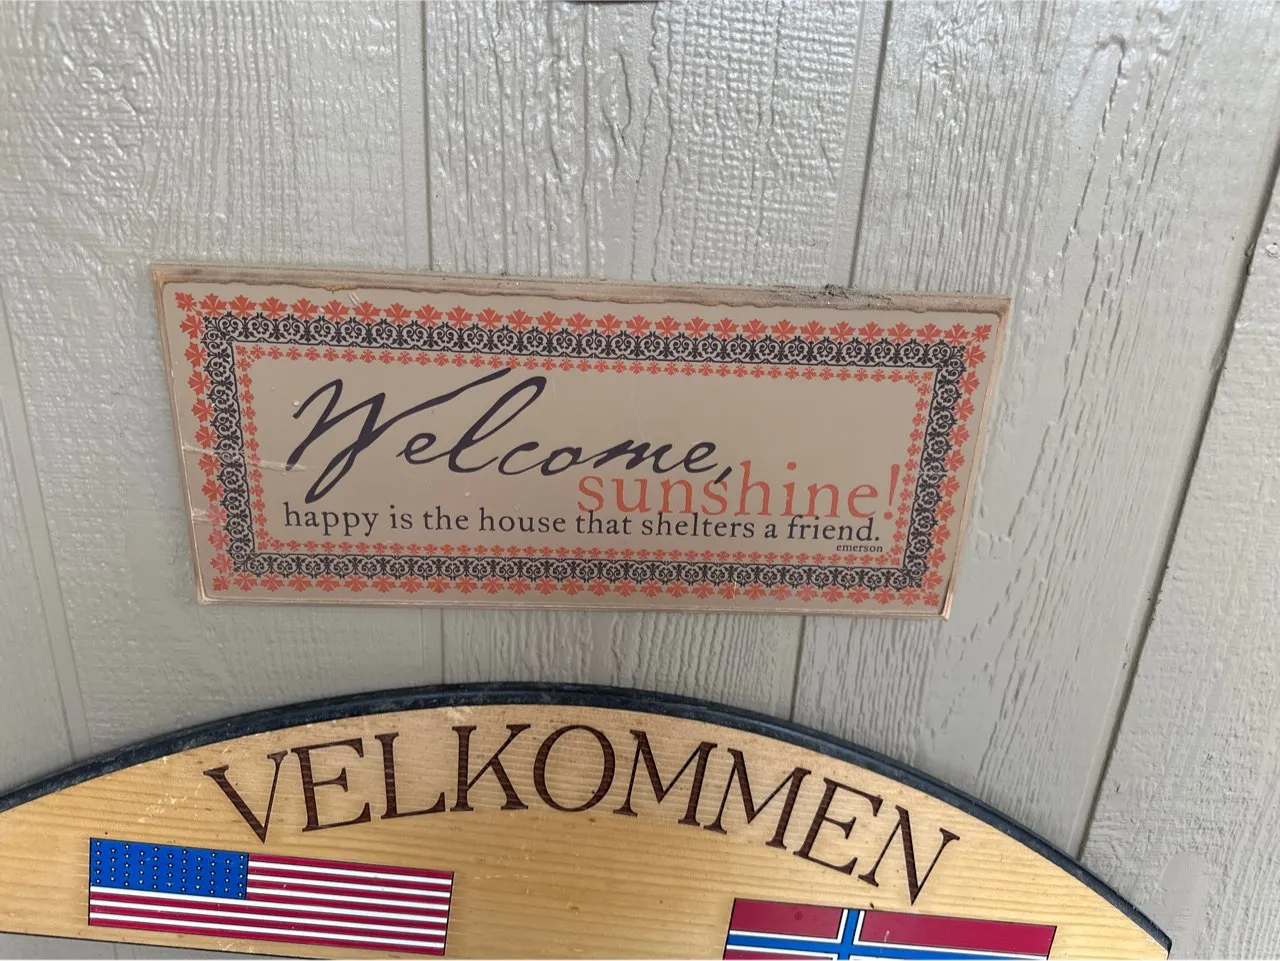 Welcome,
sunshine!
happy is the house that shelters a friend.
emerson
VELKOMMEN